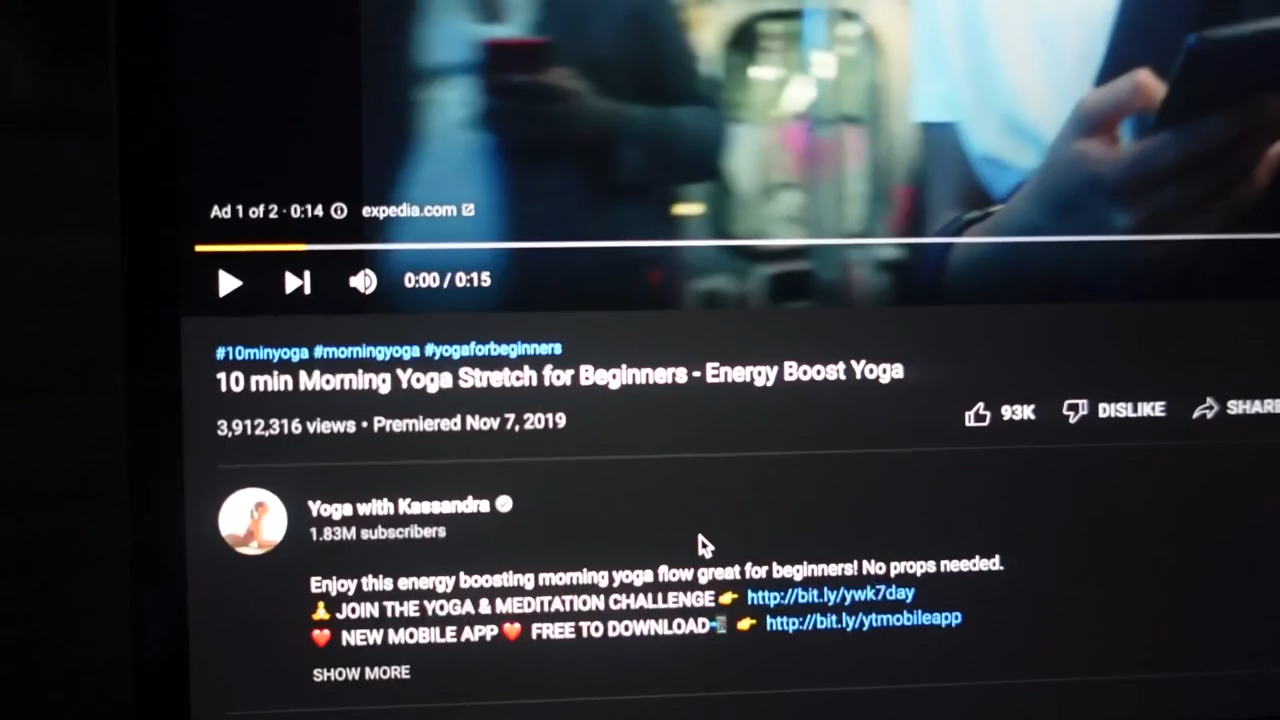 Ad 1 of 2 · 0:14 expedia.com
0:00 / 0:15
#10minyoga #morningyoga #yogaforbeginners
10 min Morning Yoga Stretch for Beginners - Energy Boost Yoga
3,912,316 views • Premiered Nov 7, 2019
93K DISLIKE SHARE
Yoga with Kassandra
1.83M subscribers
Enjoy this energy boosting morning yoga flow great for beginners! No props needed.
🧘 JOIN THE YOGA & MEDITATION CHALLENGE 👉 http://bit.ly/ywk7day
❤️ NEW MOBILE APP ❤️ FREE TO DOWNLOAD 📲 👉 http://bit.ly/ytmobileapp
SHOW MORE